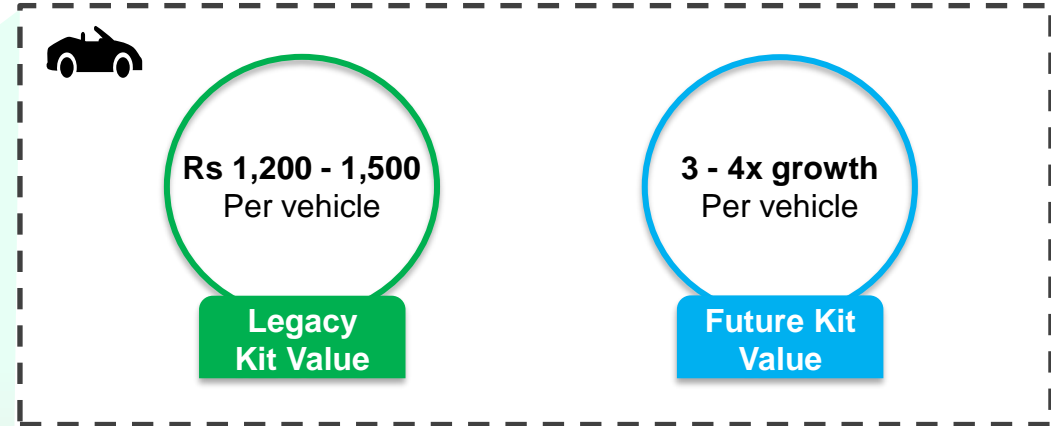 Rs 1,200 - 1,500
Per vehicle
Legacy
Kit Value
3 - 4x growth
Per vehicle
Future Kit
Value